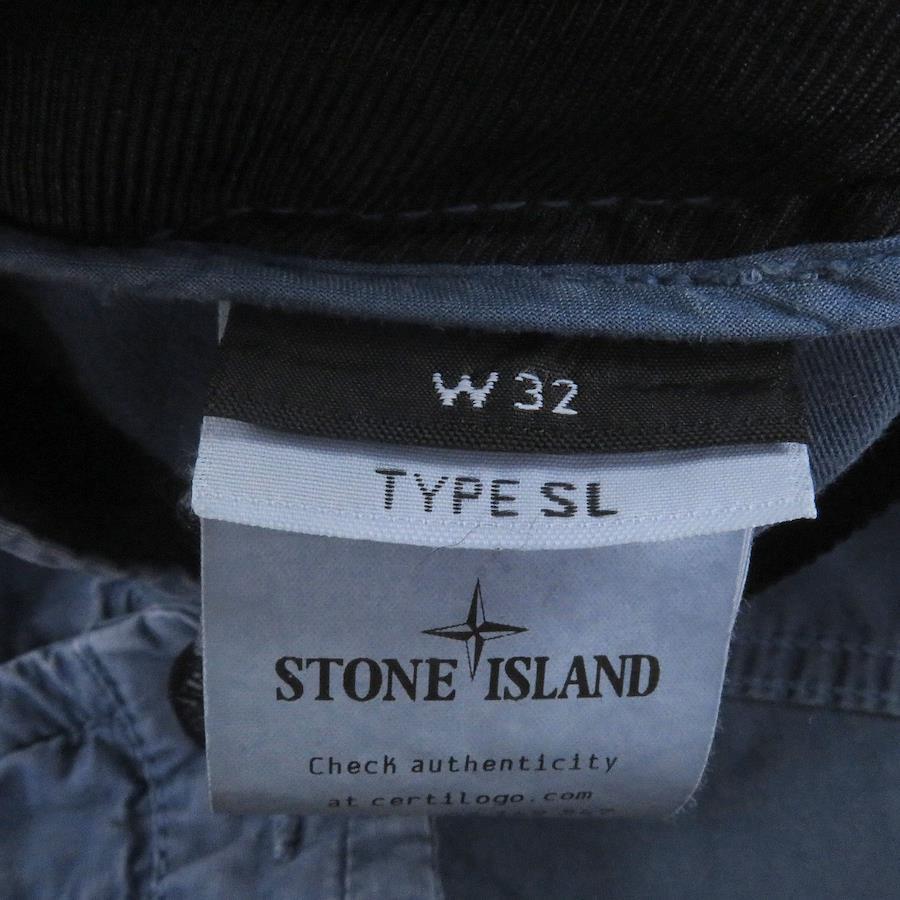 W 32
TYPE SL
STONE ISLAND
Check authenticity
at certilogo.com